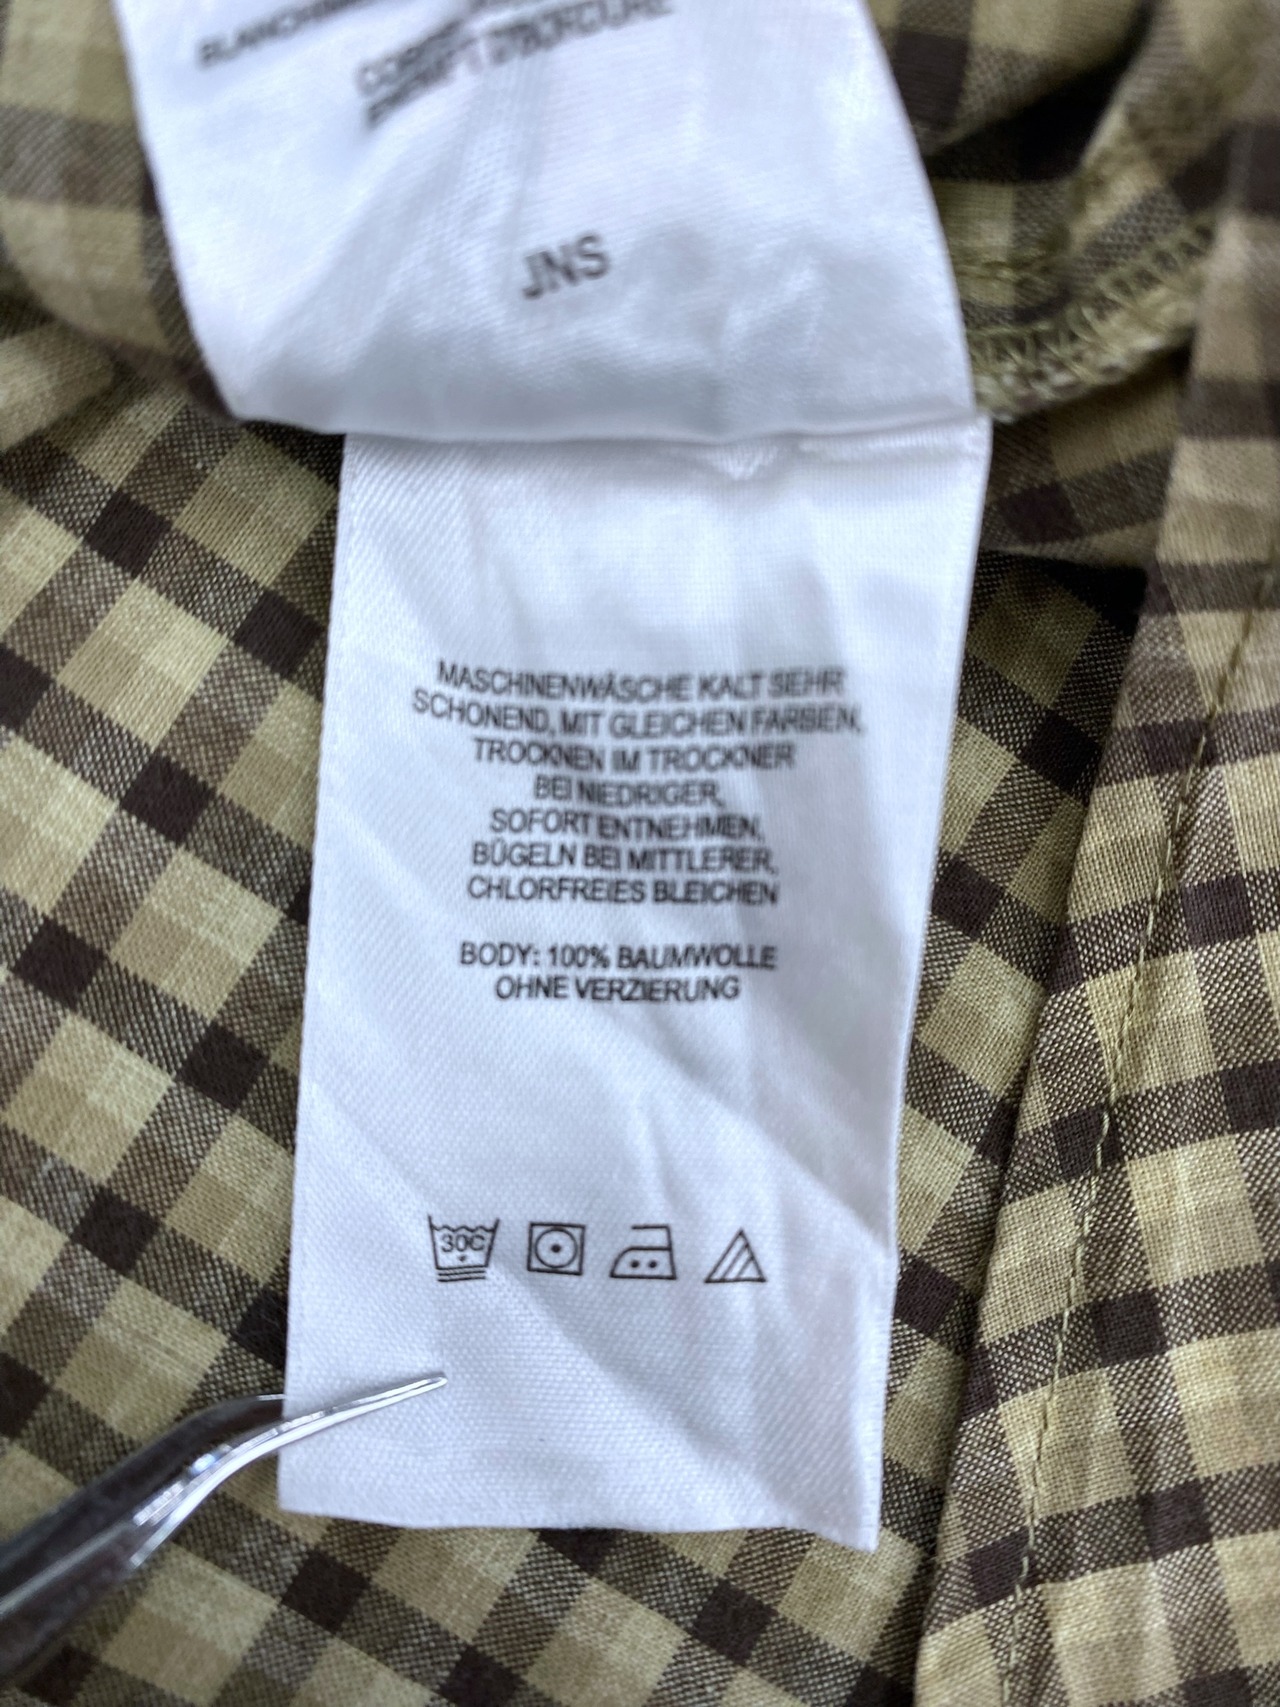 JNS
MASCHINENWÄSCHE KALT SEHR
SCHONEND, MIT GLEICHEN FARBEN,
TROCKNEN IM TROCKNER
BEI NIEDRIGER,
SOFORT ENTNEHMEN,
BÜGELN BEI MITTLERER,
CHLORFREIES BLEICHEN
BODY: 100% BAUMWOLLE
OHNE VERZIERUNG
30C